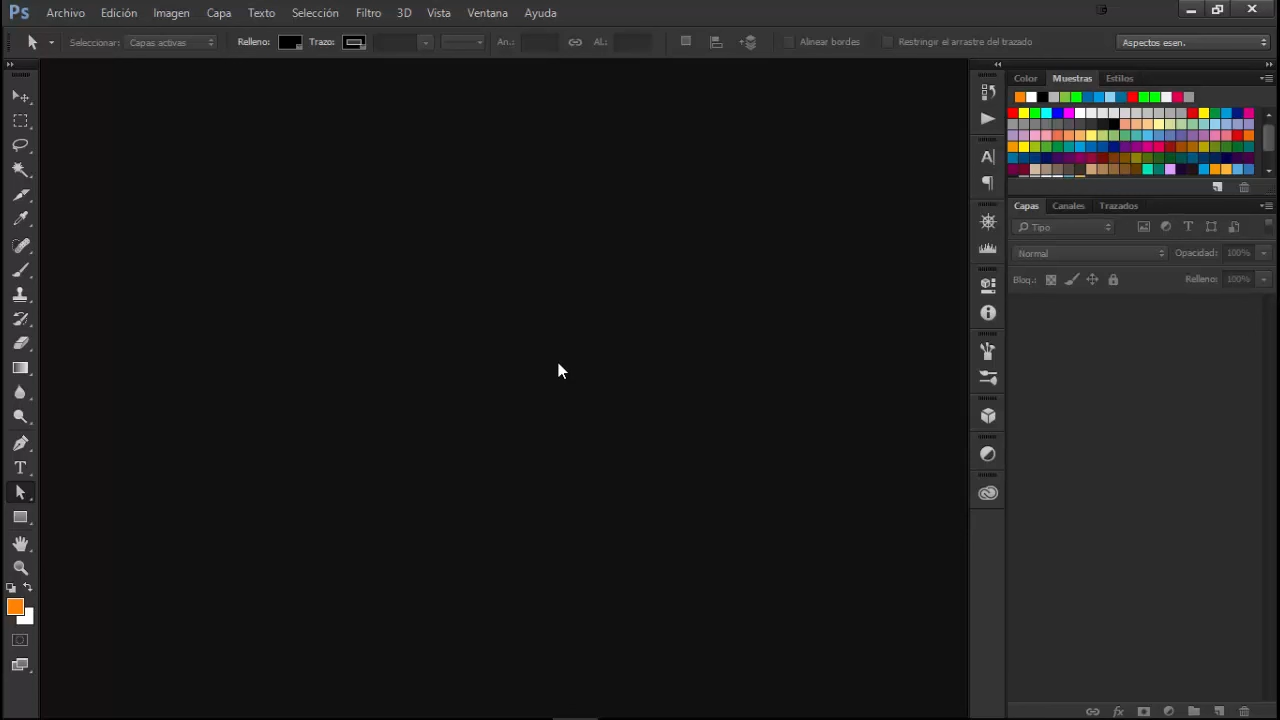 Ps Archivo Edición Imagen Capa Texto Selección Filtro 3D Vista Ventana Ayuda
Seleccionar: Capas activas Relleno: Trazo: An.: Al.: Alinear bordes Restringir el arrastre del trazado Aspectos esen.
Color Muestras Estilos
Capas Canales Trazados
Tipo
Normal Opacidad: 100%
Bloq.: Relleno: 100%